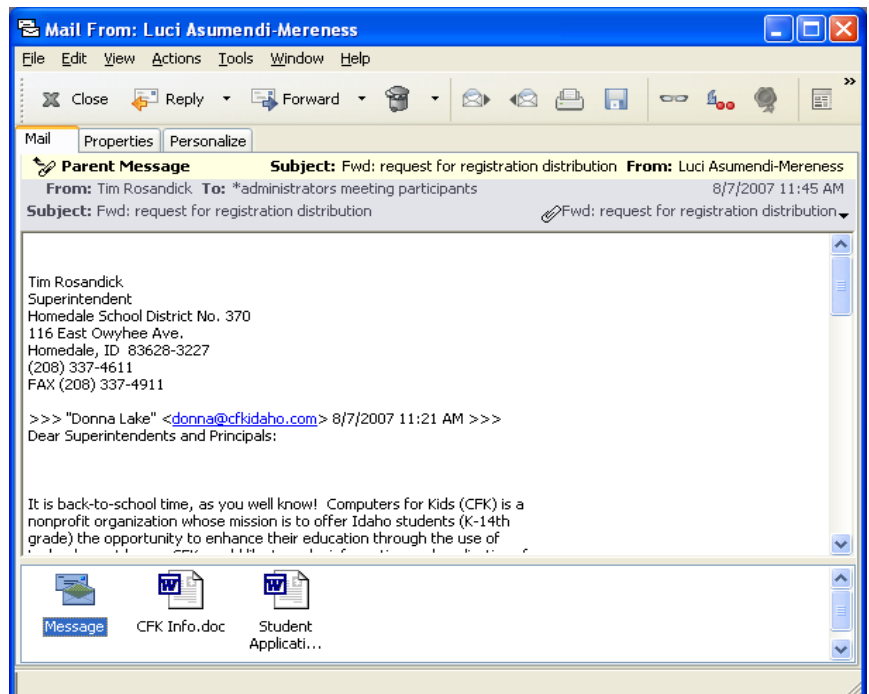 Mail From: Luci Asumendi-Mereness
File Edit View Actions Tools Window Help
Close Reply Forward »
Mail Properties Personalize
Parent Message Subject: Fwd: request for registration distribution From: Luci Asumendi-Mereness
From: Tim Rosandick To: *administrators meeting participants 8/7/2007 11:45 AM
Subject: Fwd: request for registration distribution Fwd: request for registration distribution
Tim Rosandick
Superintendent
Homedale School District No. 370
116 East Owyhee Ave.
Homedale, ID 83628-3227
(208) 337-4611
FAX (208) 337-4911
>>> "Donna Lake" <donna@cfkidaho.com> 8/7/2007 11:21 AM >>>
Dear Superintendents and Principals:
It is back-to-school time, as you well know! Computers for Kids (CFK) is a
nonprofit organization whose mission is to offer Idaho students (K-14th
grade) the opportunity to enhance their education through the use of
Message CFK Info.doc Student
Applicati...